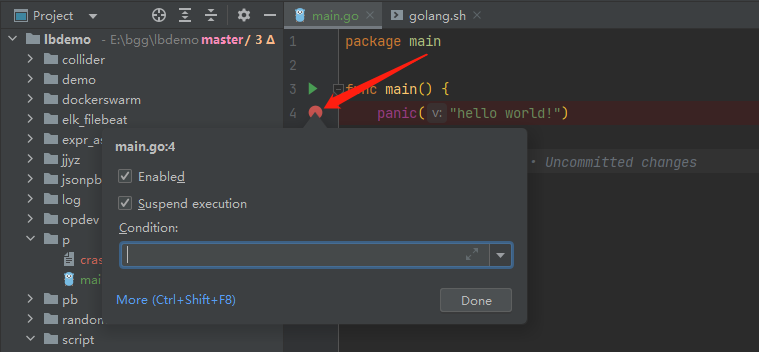 Project
main.go
golang.sh
lbdemo - E:\bgg\lbdemo master / 3 Δ
collider
demo
dockerswarm
elk_filebeat
expr_as
jjyz
jsonpb
log
opdev
p
cras
mai
pb
random
script
1 package main
2
3 func main() {
4 panic( v: "hello world!")
• Uncommitted changes
main.go:4
Enabled
Suspend execution
Condition:
More (Ctrl+Shift+F8)
Done